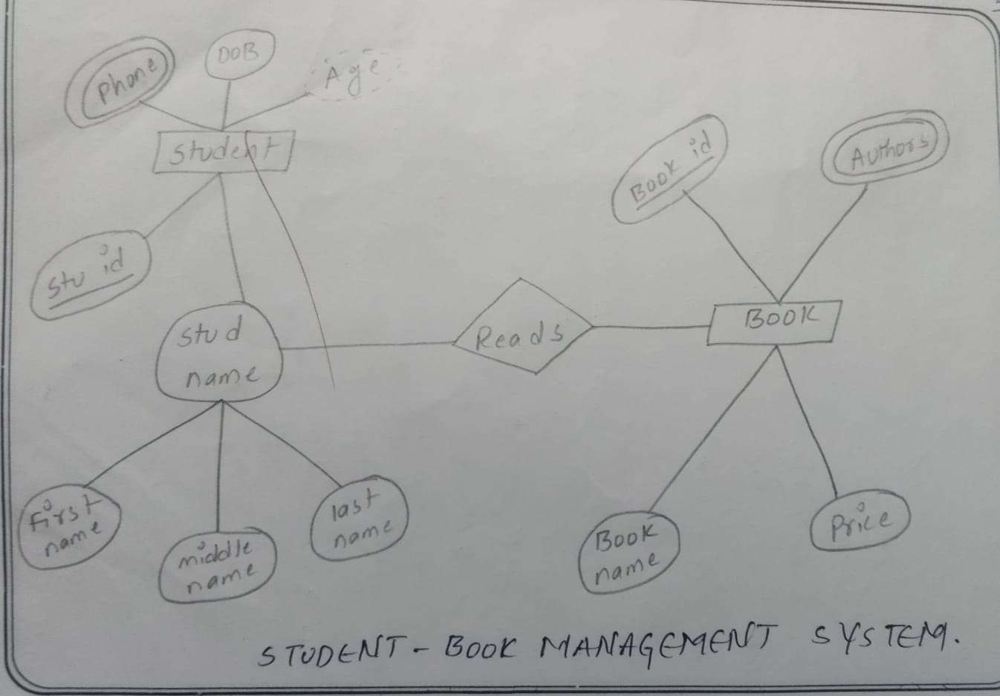 Phone
DOB
Age
Student
Book id
Authors
Stu id
Stud
name
Reads
BOOK
First
name
middle
name
last
name
Book
name
Price
STUDENT - BOOK MANAGEMENT SYSTEM.